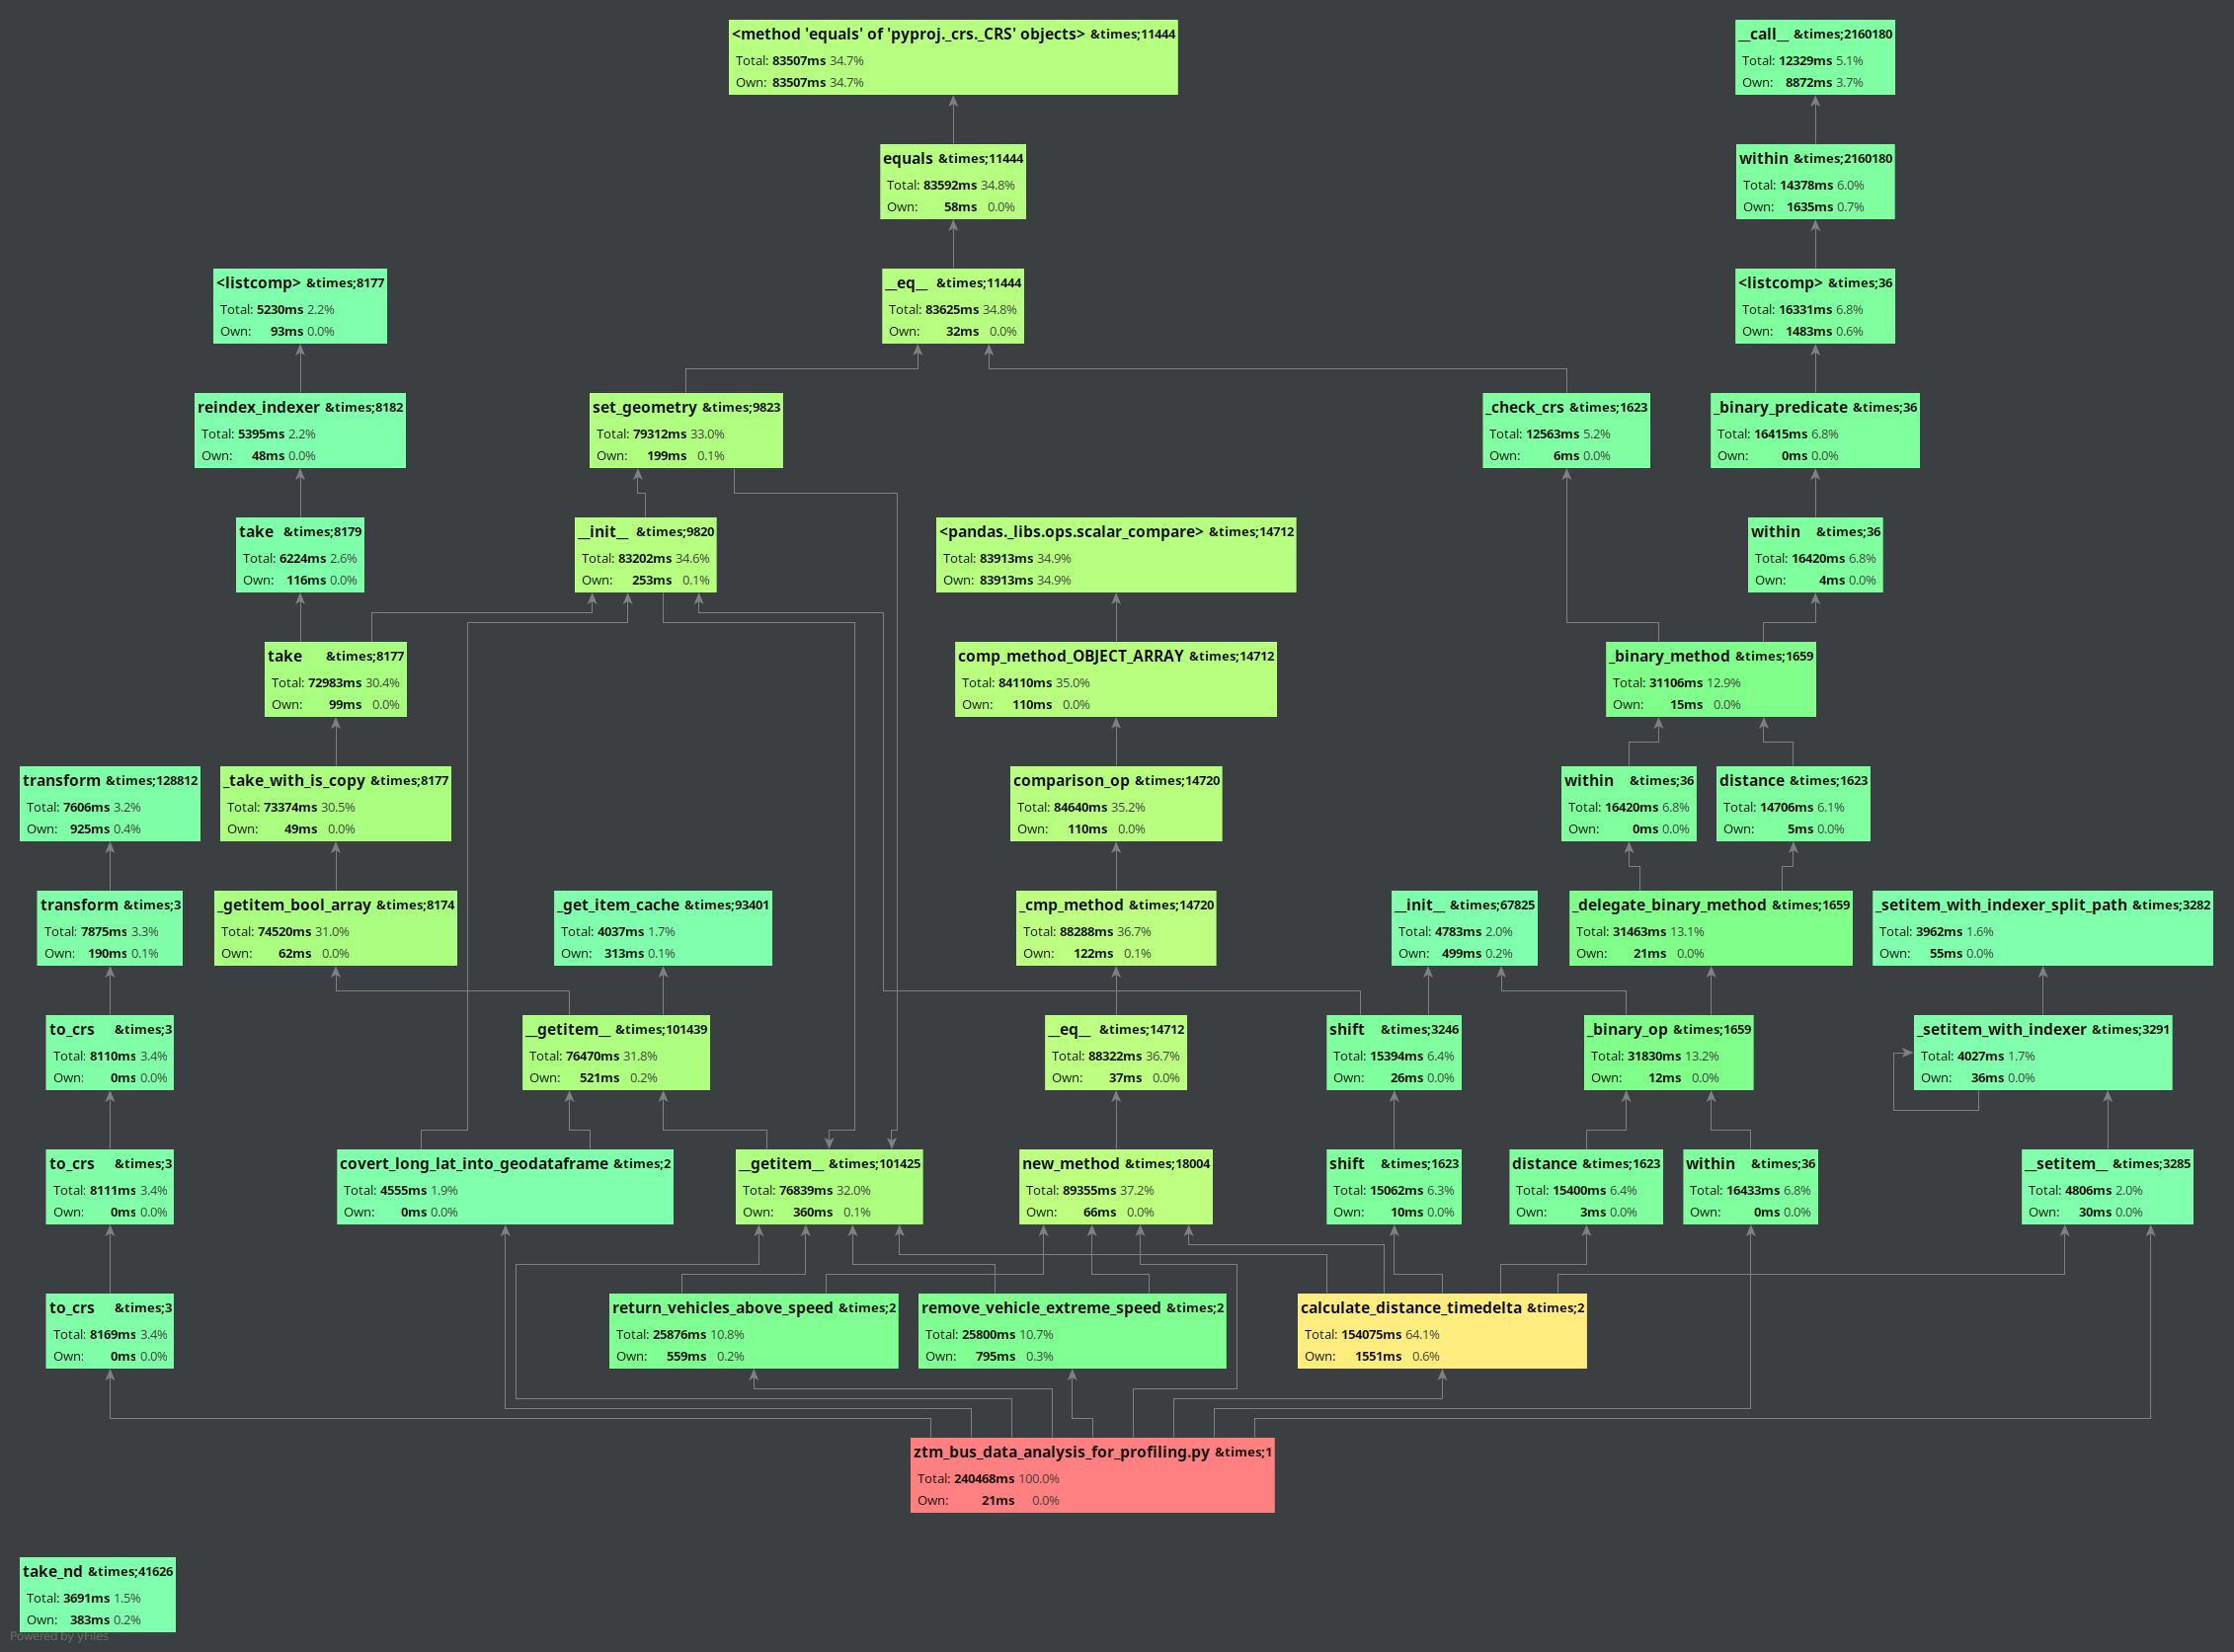 <method 'equals' of 'pyproj._crs._CRS' objects> &times;11444
Total: 83507ms 34.7%
Own: 83507ms 34.7%
__call__ &times;2160180
Total: 12329ms 5.1%
Own: 8872ms 3.7%
equals &times;11444
Total: 83592ms 34.8%
Own: 58ms 0.0%
within &times;2160180
Total: 14378ms 6.0%
Own: 1635ms 0.7%
<listcomp> &times;8177
Total: 5230ms 2.2%
Own: 93ms 0.0%
__eq__ &times;11444
Total: 83625ms 34.8%
Own: 32ms 0.0%
<listcomp> &times;36
Total: 16331ms 6.8%
Own: 1483ms 0.6%
reindex_indexer &times;8182
Total: 5395ms 2.2%
Own: 48ms 0.0%
set_geometry &times;9823
Total: 79312ms 33.0%
Own: 199ms 0.1%
_check_crs &times;1623
Total: 12563ms 5.2%
Own: 6ms 0.0%
_binary_predicate &times;36
Total: 16415ms 6.8%
Own: 0ms 0.0%
take &times;8179
Total: 6224ms 2.6%
Own: 116ms 0.0%
__init__ &times;9820
Total: 83202ms 34.6%
Own: 253ms 0.1%
<pandas._libs.ops.scalar_compare> &times;14712
Total: 83913ms 34.9%
Own: 83913ms 34.9%
within &times;36
Total: 16420ms 6.8%
Own: 4ms 0.0%
take &times;8177
Total: 72983ms 30.4%
Own: 99ms 0.0%
comp_method_OBJECT_ARRAY &times;14712
Total: 84110ms 35.0%
Own: 110ms 0.0%
_binary_method &times;1659
Total: 31106ms 12.9%
Own: 15ms 0.0%
transform &times;128812
Total: 7606ms 3.2%
Own: 925ms 0.4%
_take_with_is_copy &times;8177
Total: 73374ms 30.5%
Own: 49ms 0.0%
comparison_op &times;14720
Total: 84640ms 35.2%
Own: 110ms 0.0%
within &times;36
Total: 16420ms 6.8%
Own: 0ms 0.0%
distance &times;1623
Total: 14706ms 6.1%
Own: 5ms 0.0%
transform &times;3
Total: 7875ms 3.3%
Own: 190ms 0.1%
_getitem_bool_array &times;8174
Total: 74520ms 31.0%
Own: 62ms 0.0%
_get_item_cache &times;93401
Total: 4037ms 1.7%
Own: 313ms 0.1%
_cmp_method &times;14720
Total: 88288ms 36.7%
Own: 122ms 0.1%
__init__ &times;67825
Total: 4783ms 2.0%
Own: 499ms 0.2%
_delegate_binary_method &times;1659
Total: 31463ms 13.1%
Own: 21ms 0.0%
_setitem_with_indexer_split_path &times;3282
Total: 3962ms 1.6%
Own: 55ms 0.0%
to_crs &times;3
Total: 8110ms 3.4%
Own: 0ms 0.0%
__getitem__ &times;101439
Total: 76470ms 31.8%
Own: 521ms 0.2%
__eq__ &times;14712
Total: 88322ms 36.7%
Own: 37ms 0.0%
shift &times;3246
Total: 15394ms 6.4%
Own: 26ms 0.0%
_binary_op &times;1659
Total: 31830ms 13.2%
Own: 12ms 0.0%
_setitem_with_indexer &times;3291
Total: 4027ms 1.7%
Own: 36ms 0.0%
to_crs &times;3
Total: 8111ms 3.4%
Own: 0ms 0.0%
covert_long_lat_into_geodataframe &times;2
Total: 4555ms 1.9%
Own: 0ms 0.0%
__getitem__ &times;101425
Total: 76839ms 32.0%
Own: 360ms 0.1%
new_method &times;18004
Total: 89355ms 37.2%
Own: 66ms 0.0%
shift &times;1623
Total: 15062ms 6.3%
Own: 10ms 0.0%
distance &times;1623
Total: 15400ms 6.4%
Own: 3ms 0.0%
within &times;36
Total: 16433ms 6.8%
Own: 0ms 0.0%
__setitem__ &times;3285
Total: 4806ms 2.0%
Own: 30ms 0.0%
to_crs &times;3
Total: 8169ms 3.4%
Own: 0ms 0.0%
return_vehicles_above_speed &times;2
Total: 25876ms 10.8%
Own: 559ms 0.2%
remove_vehicle_extreme_speed &times;2
Total: 25800ms 10.7%
Own: 795ms 0.3%
calculate_distance_timedelta &times;2
Total: 154075ms 64.1%
Own: 1551ms 0.6%
ztm_bus_data_analysis_for_profiling.py &times;1
Total: 240468ms 100.0%
Own: 21ms 0.0%
take_nd &times;41626
Total: 3691ms 1.5%
Own: 383ms 0.2%
Powered by yFiles